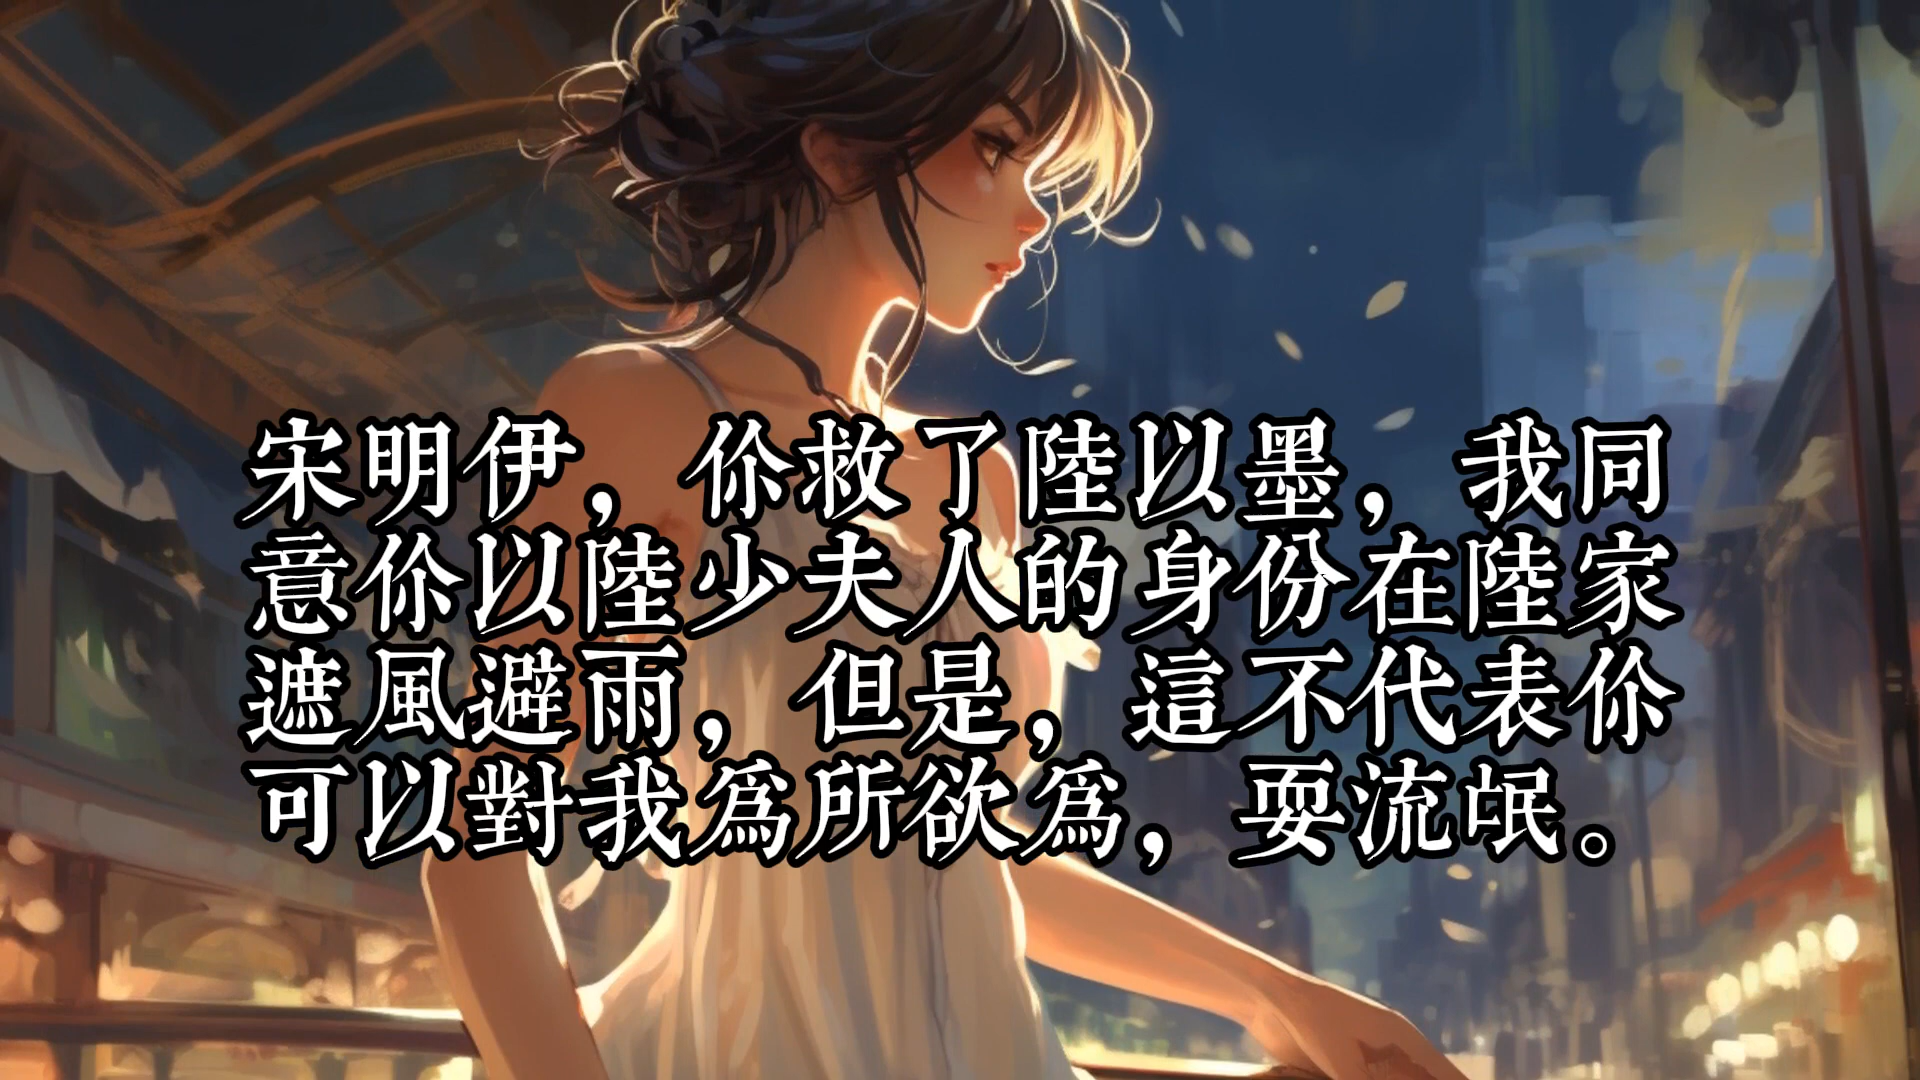 宋明伊，你救了陸以墨，我同
意你以陸少夫人的身份在陸家
遮風避雨，但是，這不代表你
可以對我爲所欲爲，耍流氓。